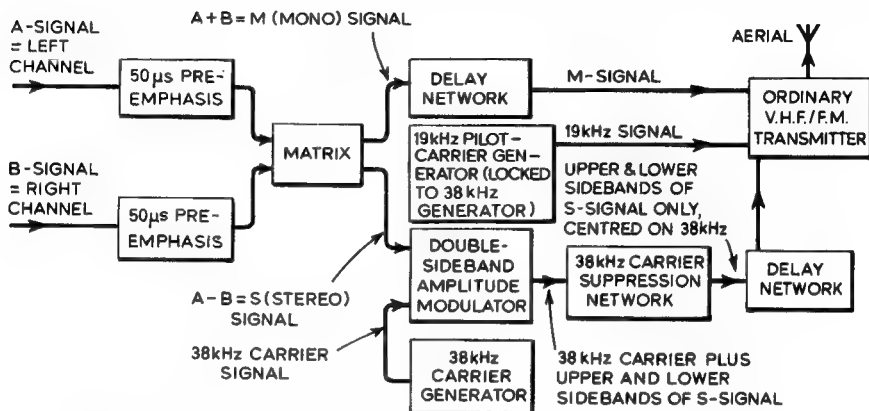 A-SIGNAL
= LEFT
CHANNEL
50µs PRE-
EMPHASIS
B-SIGNAL
= RIGHT
CHANNEL
50µs PRE-
EMPHASIS
MATRIX
A+B = M (MONO) SIGNAL
DELAY
NETWORK
M-SIGNAL
19kHz PILOT-
CARRIER GEN-
ERATOR (LOCKED
TO 38kHz
GENERATOR)
19kHz SIGNAL
AERIAL
ORDINARY
V.H.F./F.M.
TRANSMITTER
A-B = S (STEREO)
SIGNAL
38kHz CARRIER
SIGNAL
DOUBLE-
SIDEBAND
AMPLITUDE
MODULATOR
38kHz
CARRIER
GENERATOR
38kHz CARRIER PLUS
UPPER AND LOWER
SIDEBANDS OF S-SIGNAL
38kHz CARRIER
SUPPRESSION
NETWORK
UPPER & LOWER
SIDEBANDS OF
S-SIGNAL ONLY,
CENTRED ON 38kHz
DELAY
NETWORK